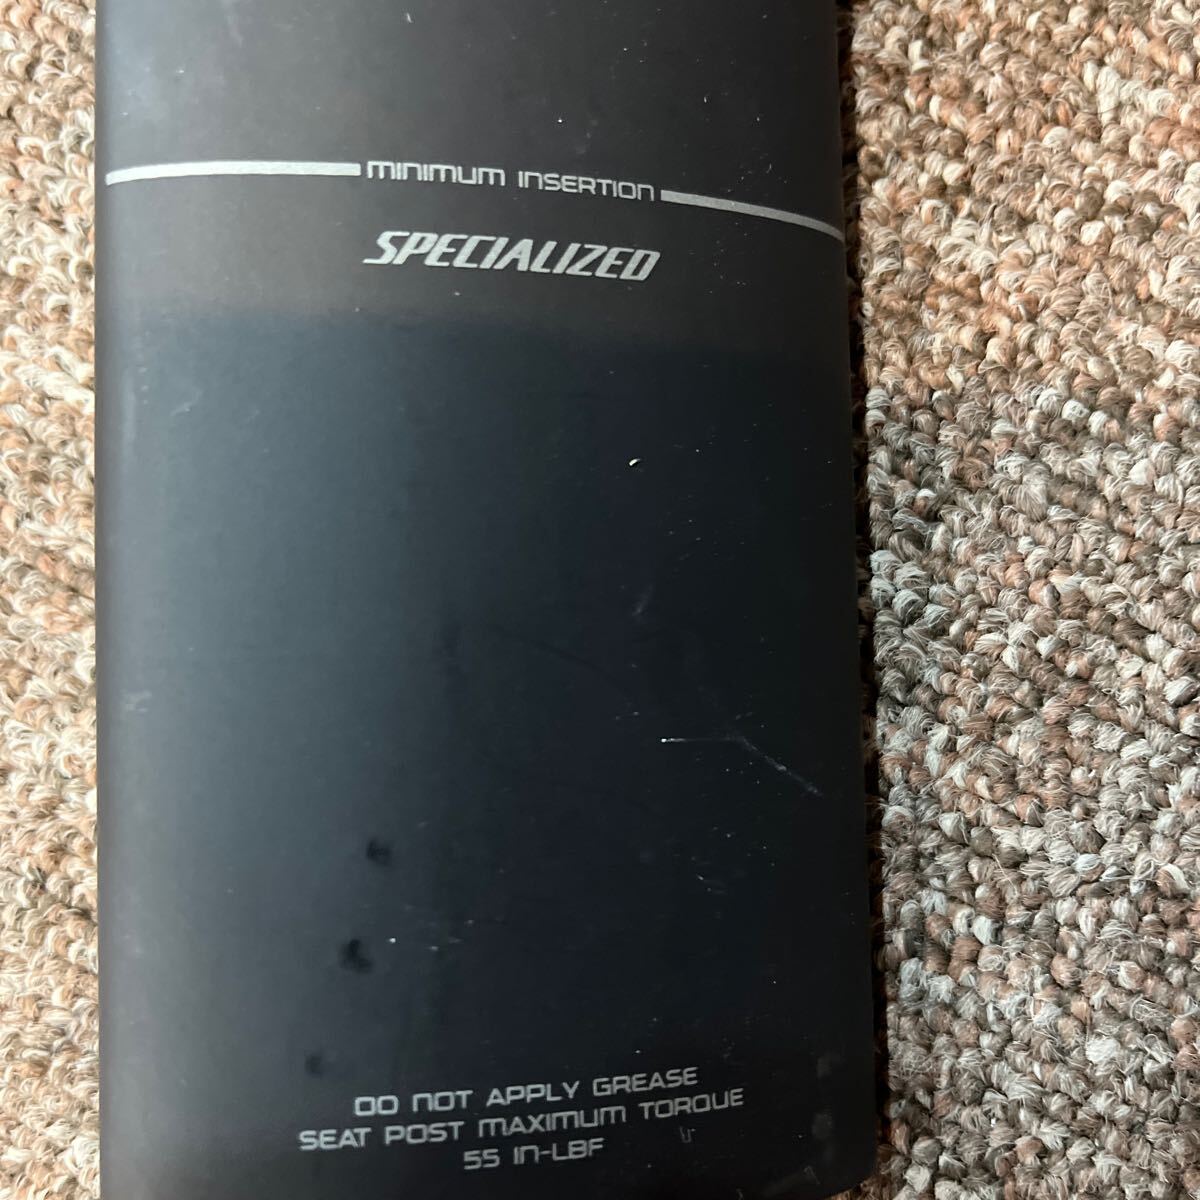 MINIMUM INSERTION
SPECIALIZED
DO NOT APPLY GREASE
SEAT POST MAXIMUM TORQUE
55 IN-LBF